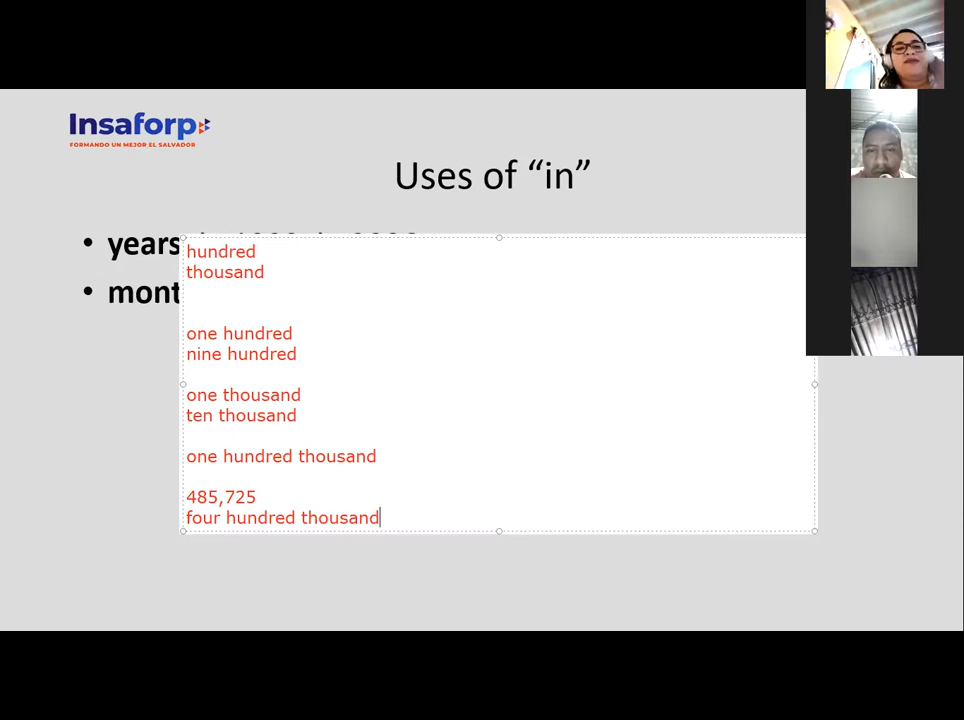 Insaforp
FORMANDO UN MEJOR EL SALVADOR
Uses of “in”
• years
• mont
hundred
thousand
one hundred
nine hundred
one thousand
ten thousand
one hundred thousand
485,725
four hundred thousand